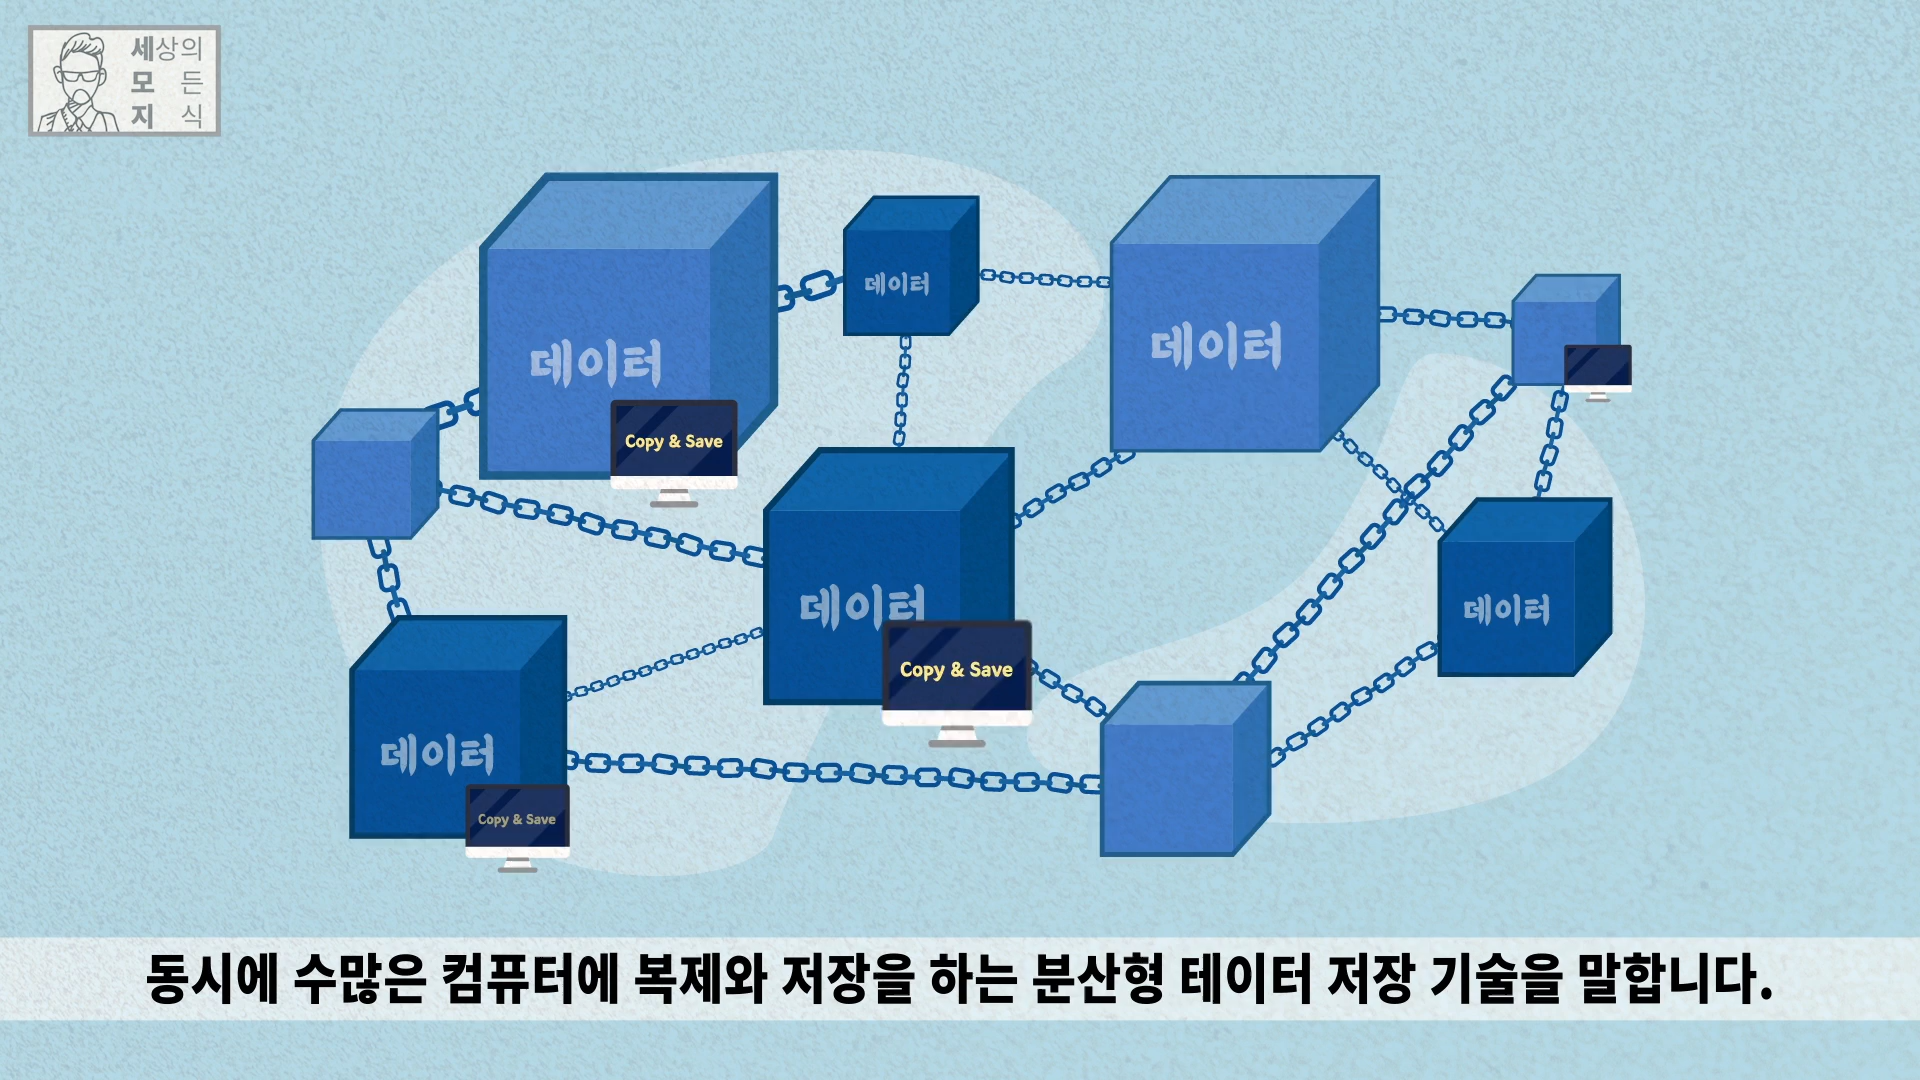 세상의
모든
지식
데이터
데이터
데이터
데이터
데이터
데이터
Copy & Save
Copy & Save
Copy & Save
동시에 수많은 컴퓨터에 복제와 저장을 하는 분산형 테이터 저장 기술을 말합니다.